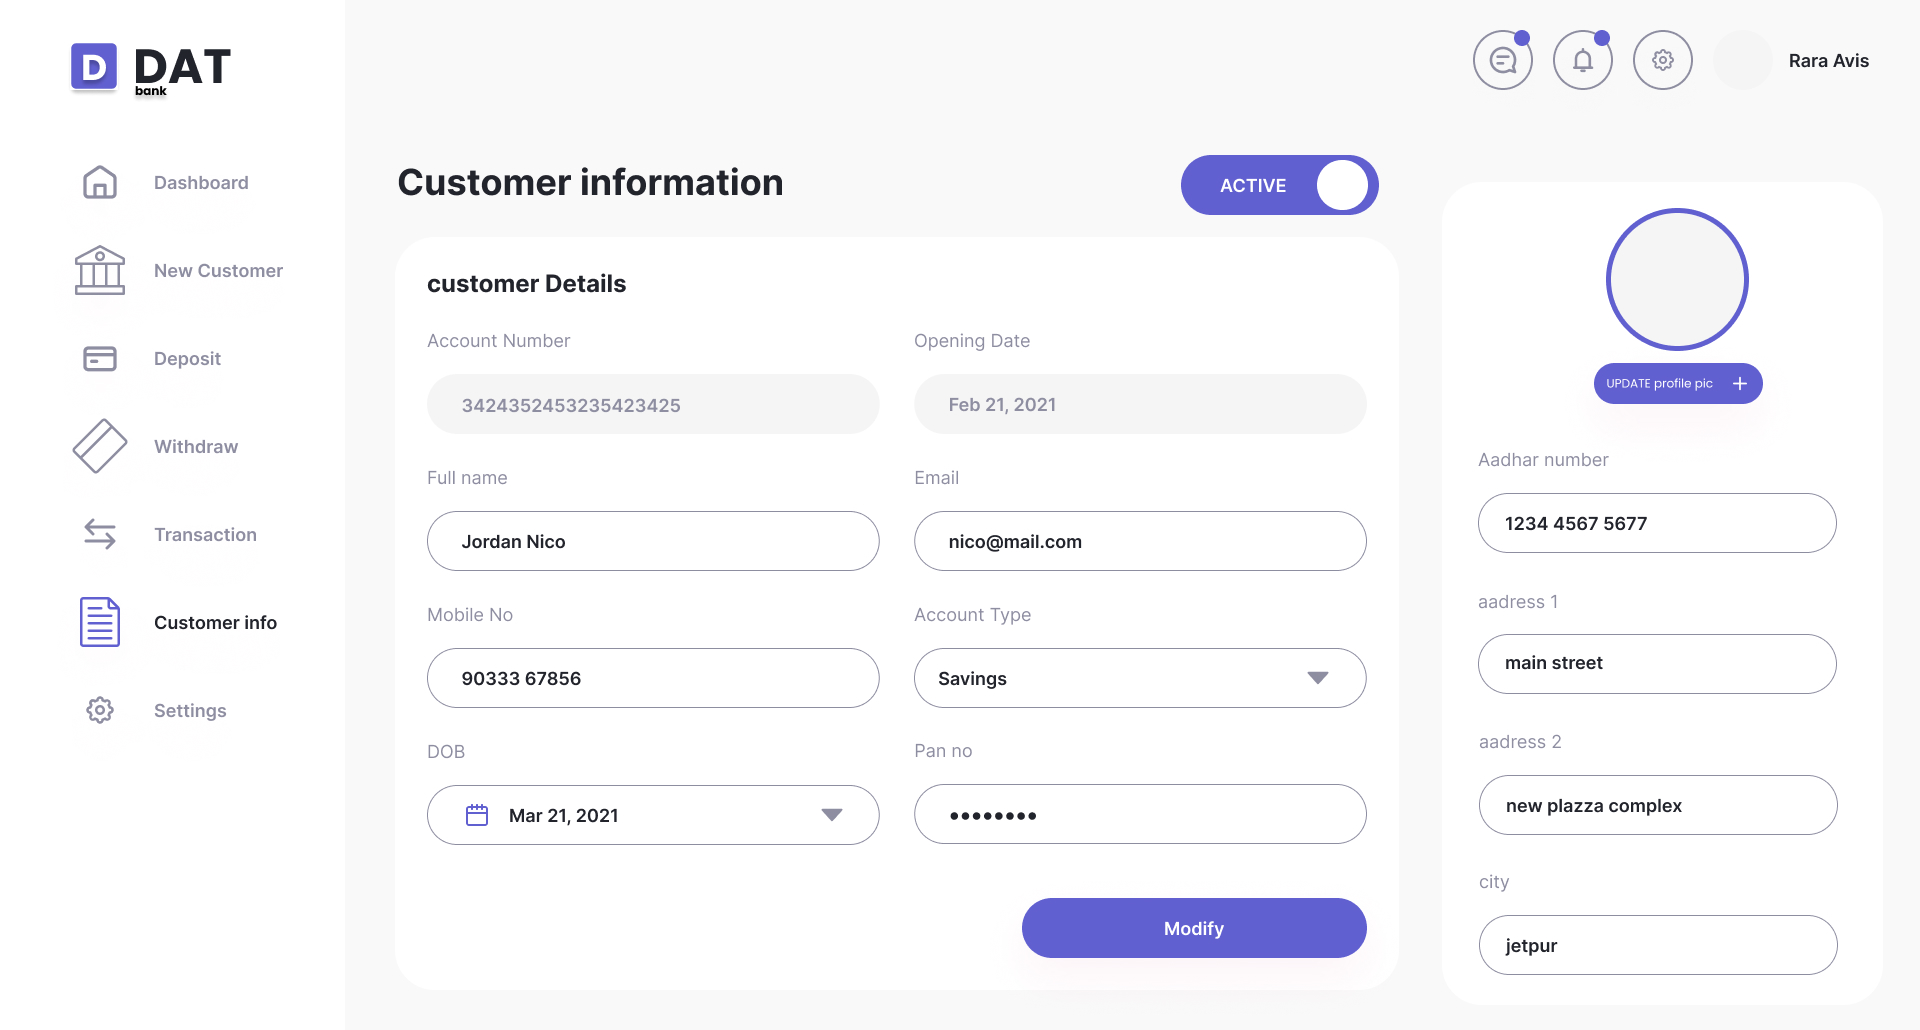 D DAT
bank
Dashboard
New Customer
Deposit
Withdraw
Transaction
Customer info
Settings
Rara Avis
Customer information
ACTIVE
customer Details
Account Number
3424352453235423425
Opening Date
Feb 21, 2021
Full name
Jordan Nico
Email
nico@mail.com
Mobile No
90333 67856
Account Type
Savings
DOB
Mar 21, 2021
Pan no
••••••••
Modify
UPDATE profile pic +
Aadhar number
1234 4567 5677
aadress 1
main street
aadress 2
new plazza complex
city
jetpur